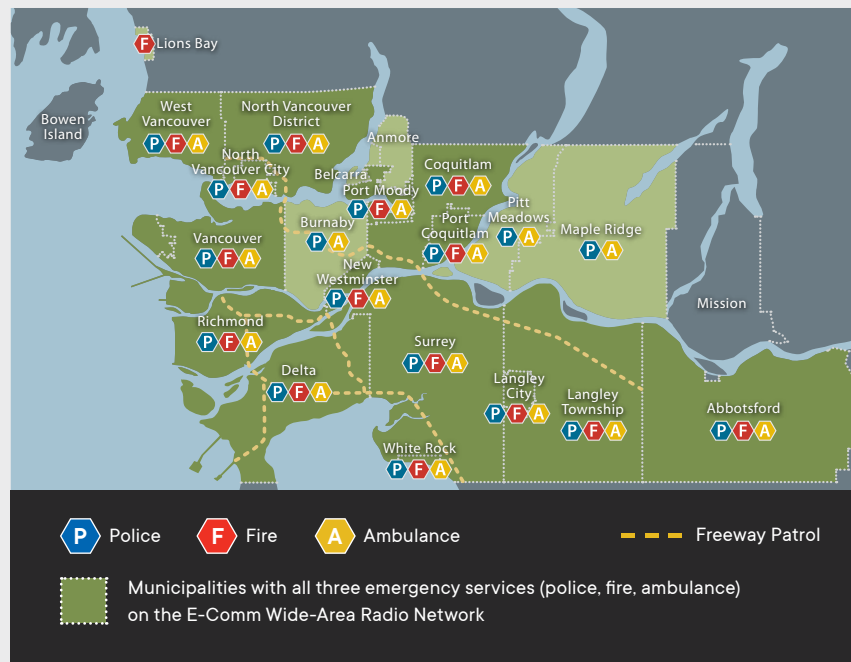 F Lions Bay
Bowen
Island
West
Vancouver
P F A
North Vancouver
District
P F A
North
Vancouver City
P F A
Anmore
Belcarra
Port Moody
P F A
Coquitlam
P F A
Pitt
Meadows
P A
Port
Coquitlam
P F A
Maple Ridge
P A
Burnaby
P A
Vancouver
P F A
New
Westminster
P F A
Mission
Richmond
P F A
Surrey
P F A
Delta
P F A
Langley
City
P F A
Langley
Township
P F A
Abbotsford
P F A
White Rock
P F A
P Police F Fire A Ambulance Freeway Patrol
Municipalities with all three emergency services (police, fire, ambulance)
on the E-Comm Wide-Area Radio Network